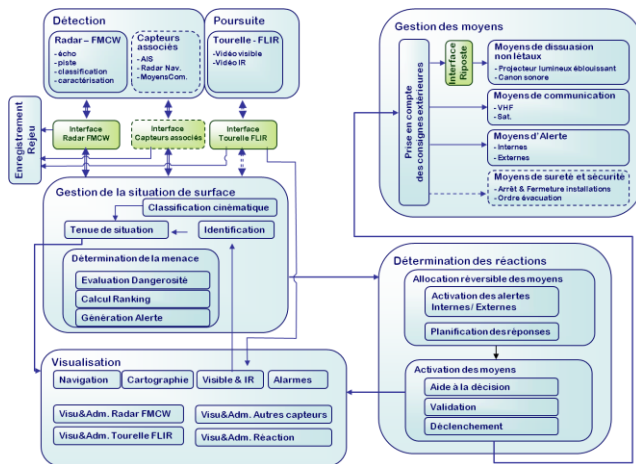 Détection
Radar – FMCW
-écho
-piste
-classification
-caractérisation
Capteurs
associés
- AIS
- Radar Nav.
- MoyensCom.
Poursuite
Tourelle - FLIR
-Vidéo visible
-Vidéo IR
Enregistrement
Rejeu
Interface
Radar FMCW
Interface
Capteurs associés
Interface
Tourelle FLIR
Gestion de la situation de surface
Classification cinématique
Tenue de situation
Identification
Détermination de la menace
Evaluation Dangerosité
Calcul Ranking
Génération Alerte
Visualisation
Navigation
Cartographie
Visible & IR
Alarmes
Visu&Adm. Radar FMCW
Visu&Adm. Autres capteurs
Visu&Adm. Tourelle FLIR
Visu&Adm. Réaction
Gestion des moyens
Prise en compte
des consignes extérieures
Interface
Riposte
Moyens de dissuasion
non létaux
- Projecteur lumineux éblouissant
- Canon sonore
Moyens de communication
- VHF
- Sat.
Moyens d'Alerte
- Internes
- Externes
Moyens de sureté et sécurité
- Arrêt & Fermeture installations
- Ordre évacuation
Détermination des réactions
Allocation réversible des moyens
Activation des alertes
Internes / Externes
Planification des réponses
Activation des moyens
Aide à la décision
Validation
Déclenchement